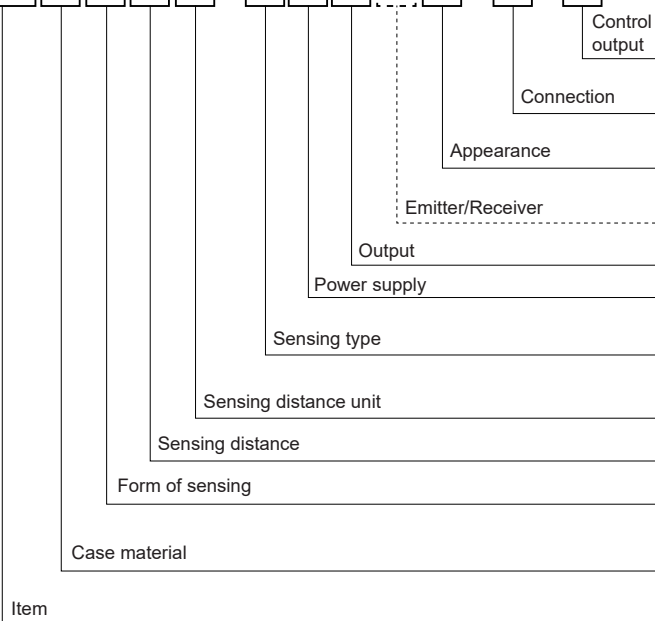 Control
output
Connection
Appearance
Emitter/Receiver
Output
Power supply
Sensing type
Sensing distance unit
Sensing distance
Form of sensing
Case material
Item